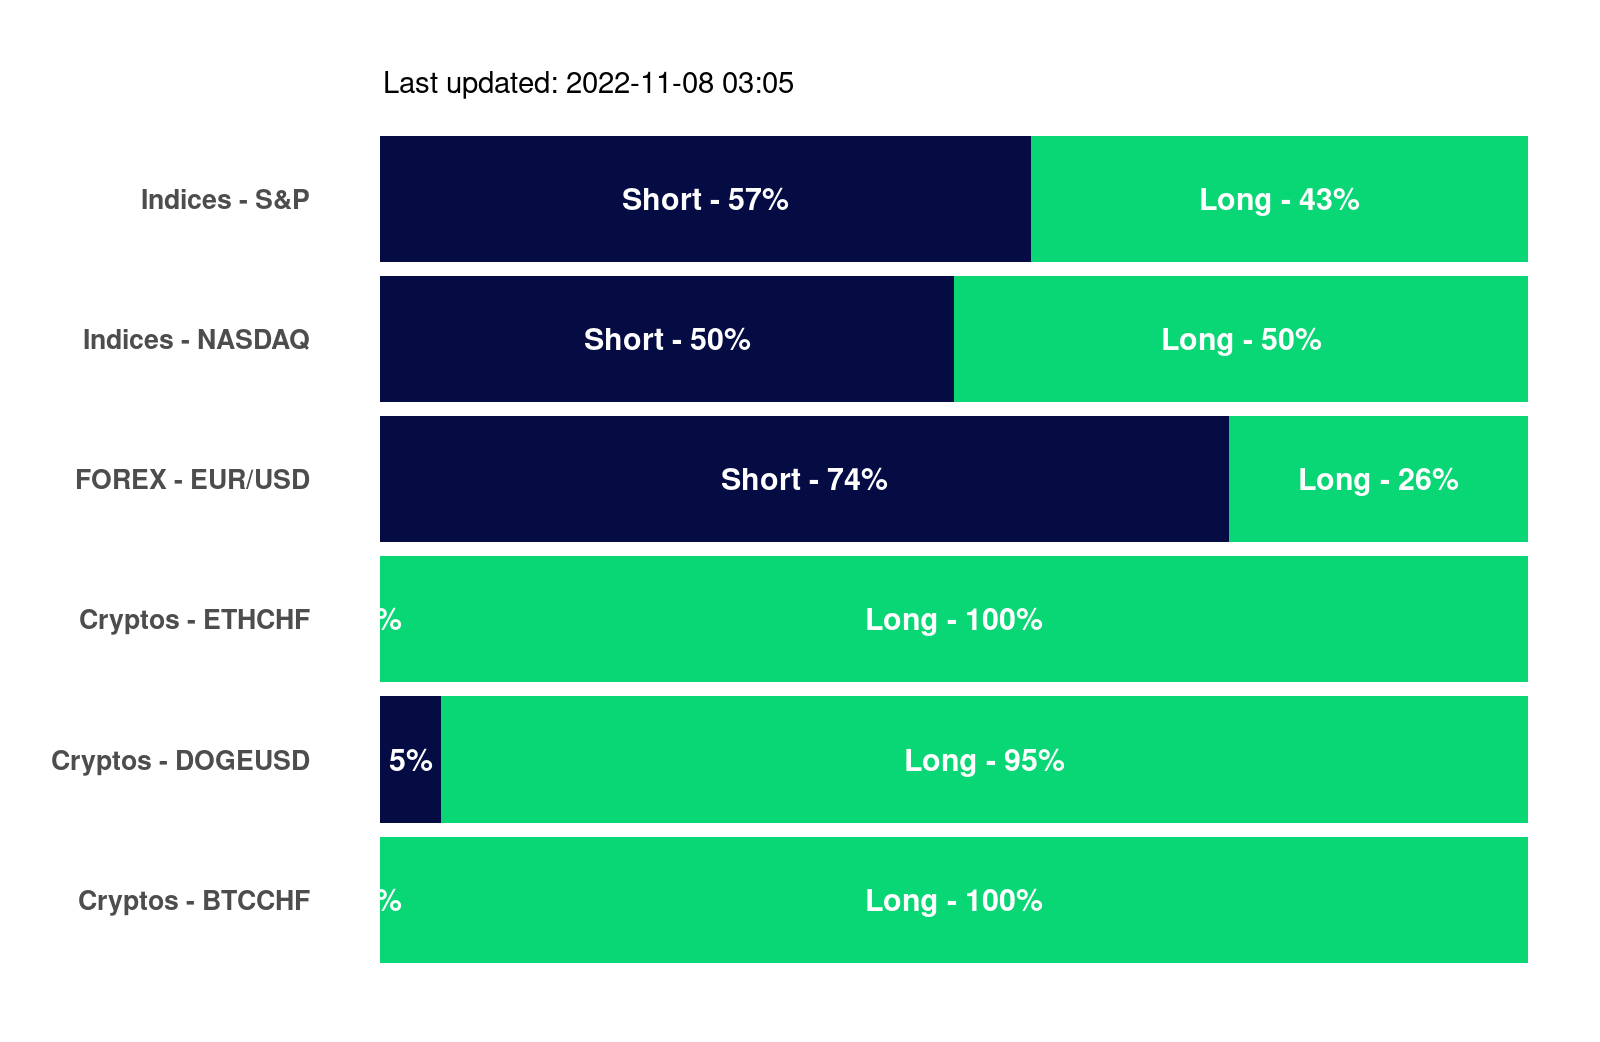 Last updated: 2022-11-08 03:05
Indices - S&P Short - 57% Long - 43%
Indices - NASDAQ Short - 50% Long - 50%
FOREX - EUR/USD Short - 74% Long - 26%
Cryptos - ETHCHF % Long - 100%
Cryptos - DOGEUSD 5% Long - 95%
Cryptos - BTCCHF % Long - 100%